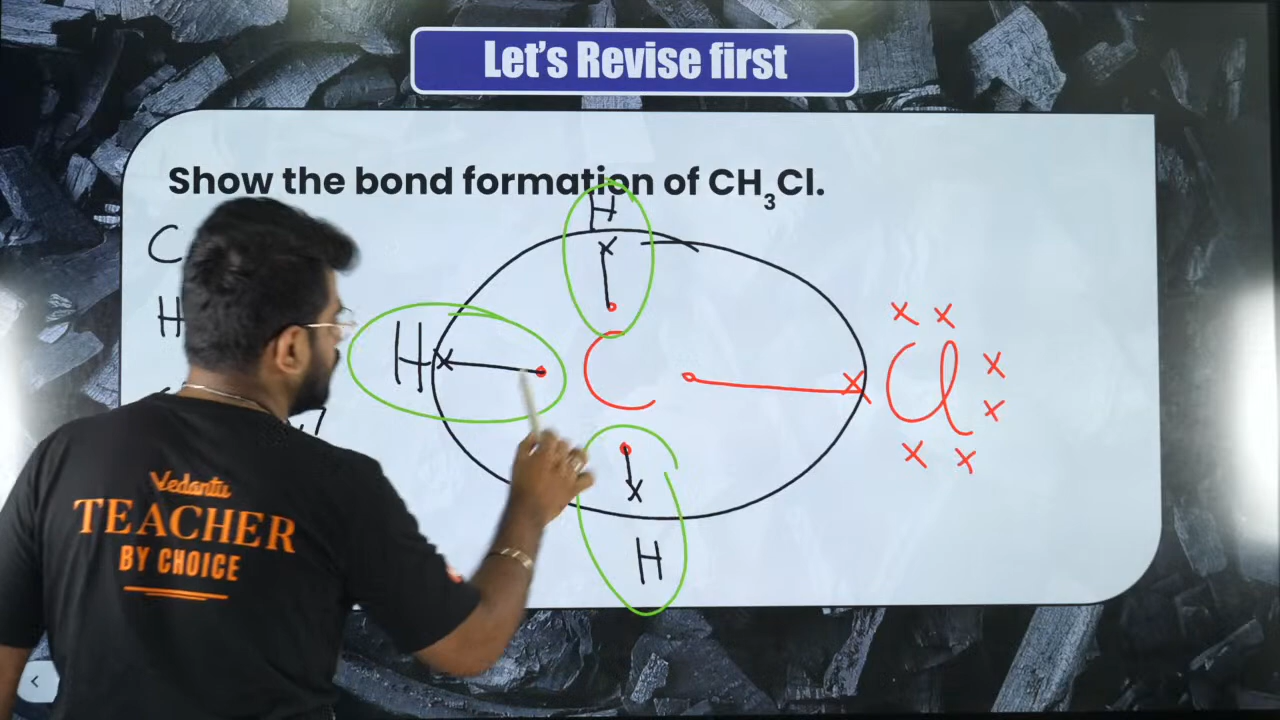 Let's Revise first
Show the bond formation of CH₃Cl.
C
H
H
x
H x
C
x Cl
x x
x
x
x x
x
H
Vedantu
TEACHER
BY CHOICE